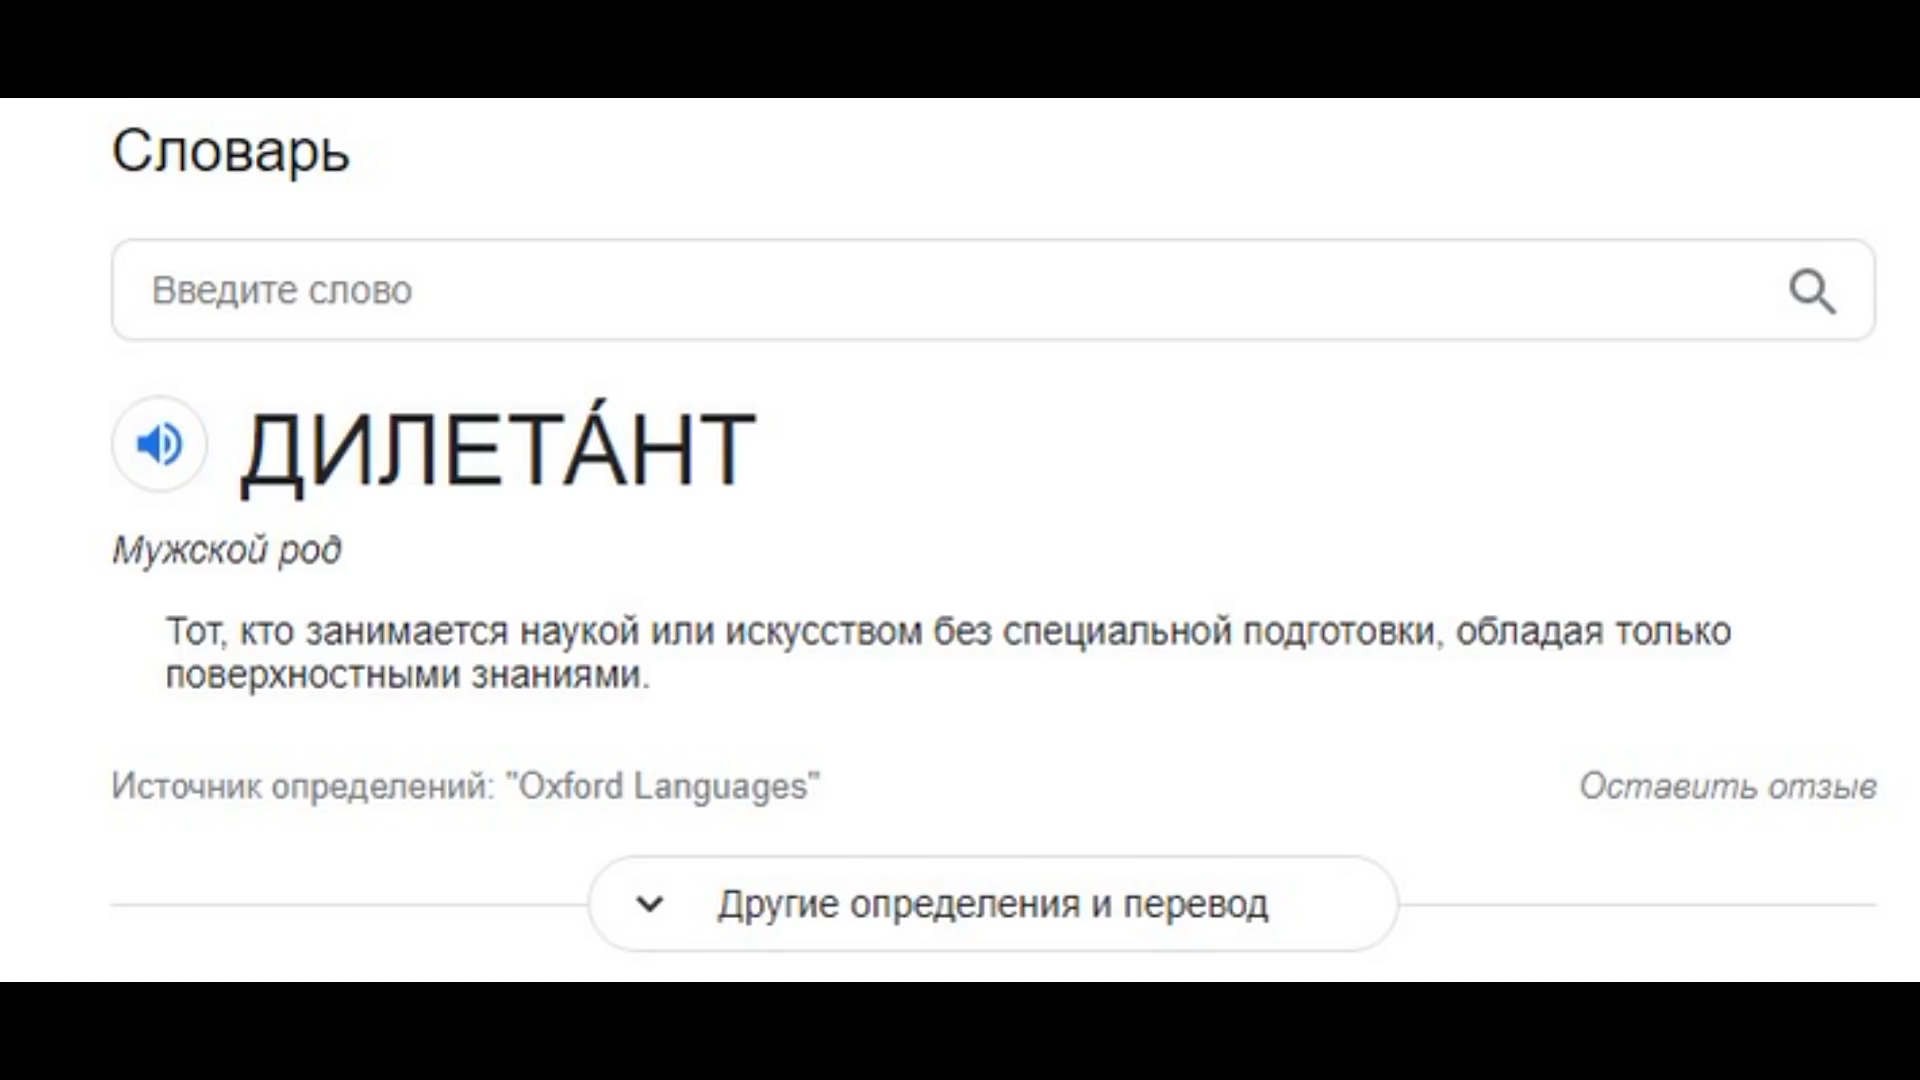 Словарь
Введите слово
ДИЛЕТА́НТ
Мужской род
Тот, кто занимается наукой или искусством без специальной подготовки, обладая только
поверхностными знаниями.
Источник определений: "Oxford Languages"
Оставить отзыв
Другие определения и перевод